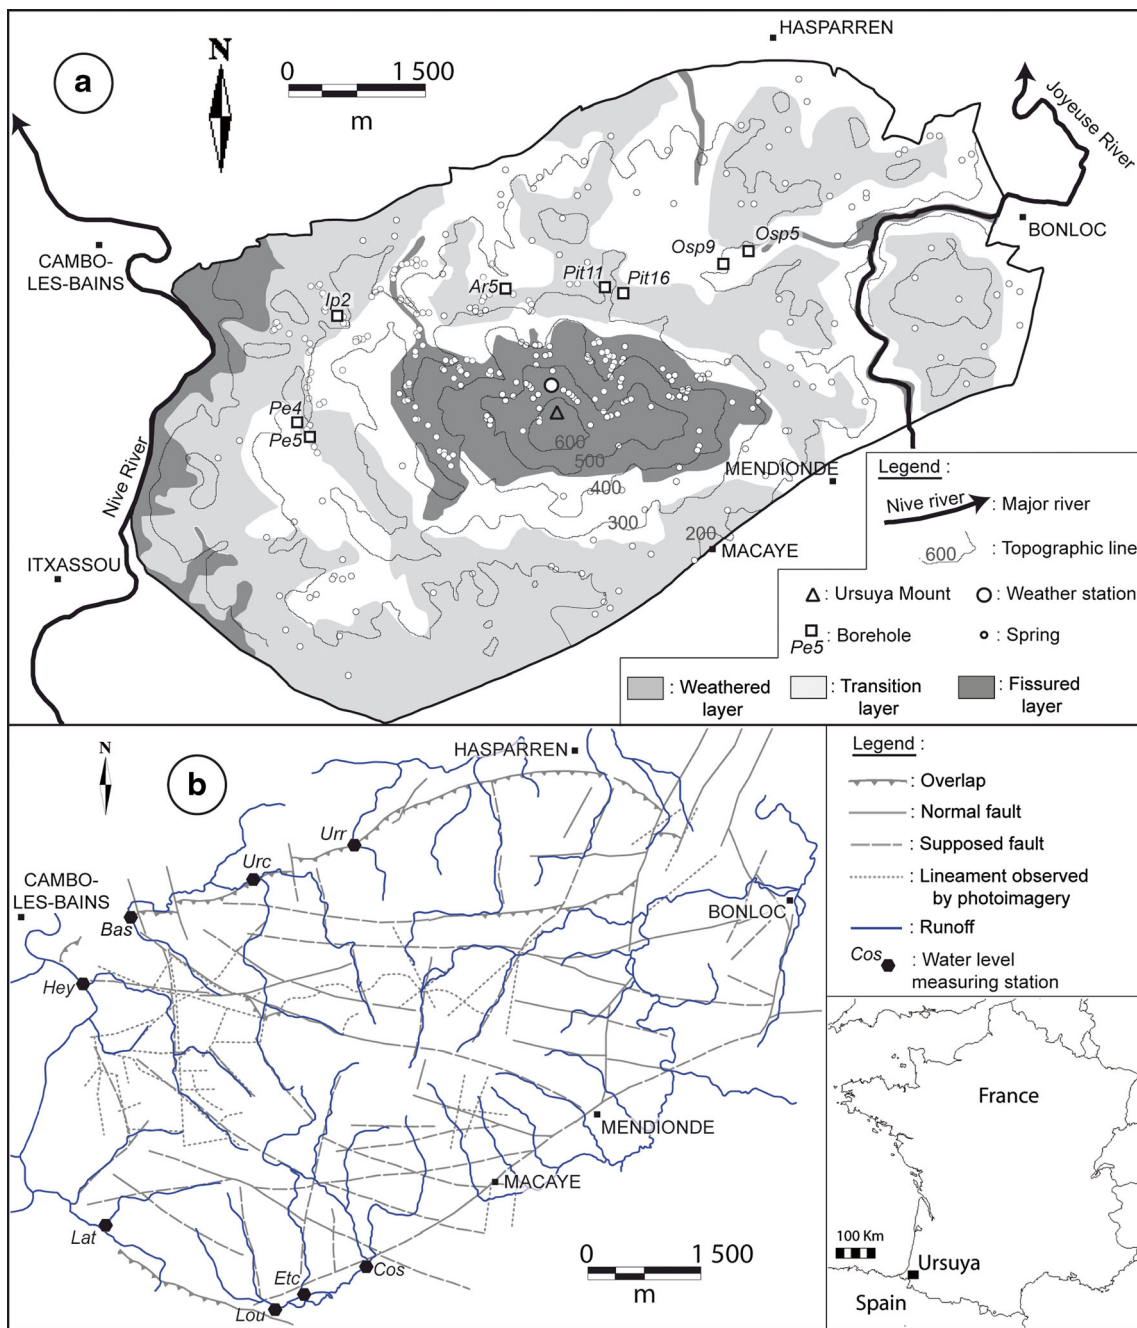 a
N
0 1 500
m
HASPARREN
Joyeuse River
BONLOC
CAMBO-
LES-BAINS
Osp5
Osp9
Pit11
Pit16
Ar5
Ip2
Pe4
Pe5
Nive River
600
500
400
300
200
MENDIONDE
MACAYE
ITXASSOU
Legend :
Nive river : Major river
600 : Topographic line
: Ursuya Mount : Weather station
Pe5 : Borehole : Spring
: Weathered layer
: Transition layer
: Fissured layer
b
N
HASPARREN
Urr
Urc
CAMBO-
LES-BAINS
Bas
BONLOC
Hey
MENDIONDE
MACAYE
Lat
Cos
Etc
Lou
0 1 500
m
Legend :
: Overlap
: Normal fault
: Supposed fault
: Lineament observed
by photoimagery
: Runoff
Cos : Water level
measuring station
France
100 Km
Ursuya
Spain